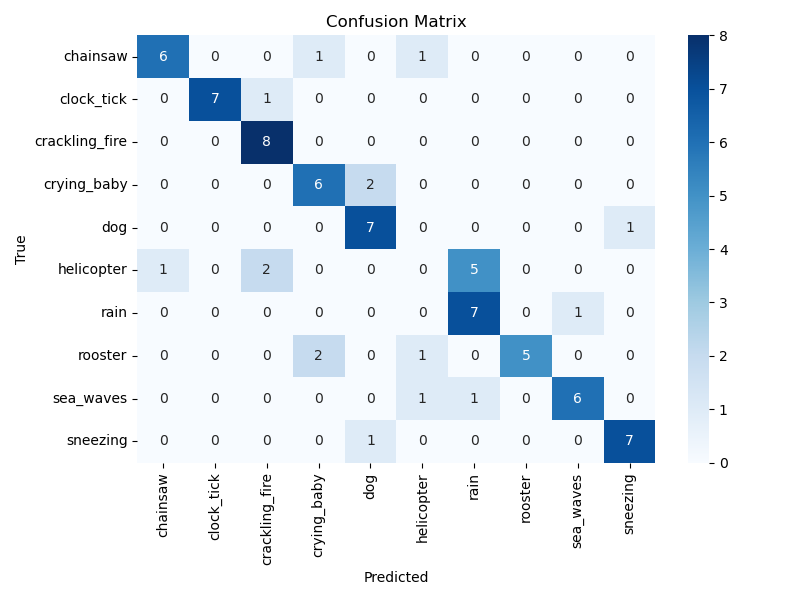 Confusion Matrix
chainsaw 6 0 0 1 0 1 0 0 0 0
clock_tick 0 7 1 0 0 0 0 0 0 0
crackling_fire 0 0 8 0 0 0 0 0 0 0
crying_baby 0 0 0 6 2 0 0 0 0 0
dog 0 0 0 0 7 0 0 0 0 1
helicopter 1 0 2 0 0 0 5 0 0 0
rain 0 0 0 0 0 0 7 0 1 0
rooster 0 0 0 2 0 1 0 5 0 0
sea_waves 0 0 0 0 0 1 1 0 6 0
sneezing 0 0 0 0 1 0 0 0 0 7
True
chainsaw clock_tick crackling_fire crying_baby dog helicopter rain rooster sea_waves sneezing
Predicted
8
7
6
5
4
3
2
1
0